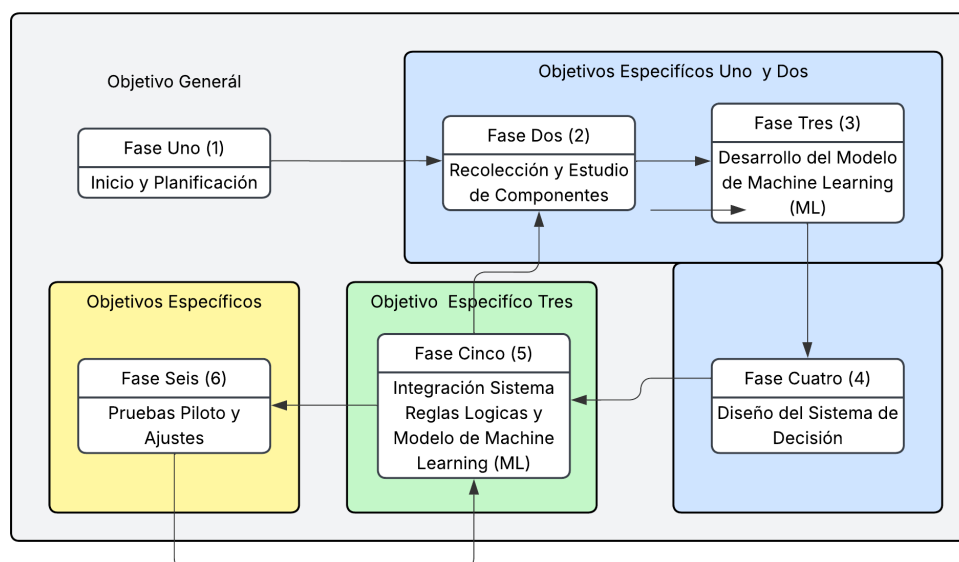 Objetivo Generál
Fase Uno (1)
Inicio y Planificación
Objetivos Especifícos Uno  y Dos
Fase Dos (2)
Recolección y Estudio
de Componentes
Fase Tres (3)
Desarrollo del Modelo
de Machine Learning
(ML)
Objetivos Específicos
Fase Seis (6)
Pruebas Piloto y
Ajustes
Objetivo  Especifíco Tres
Fase Cinco (5)
Integración Sistema
Reglas Logicas y
Modelo de Machine
Learning (ML)
Fase Cuatro (4)
Diseño del Sistema de
Decisión